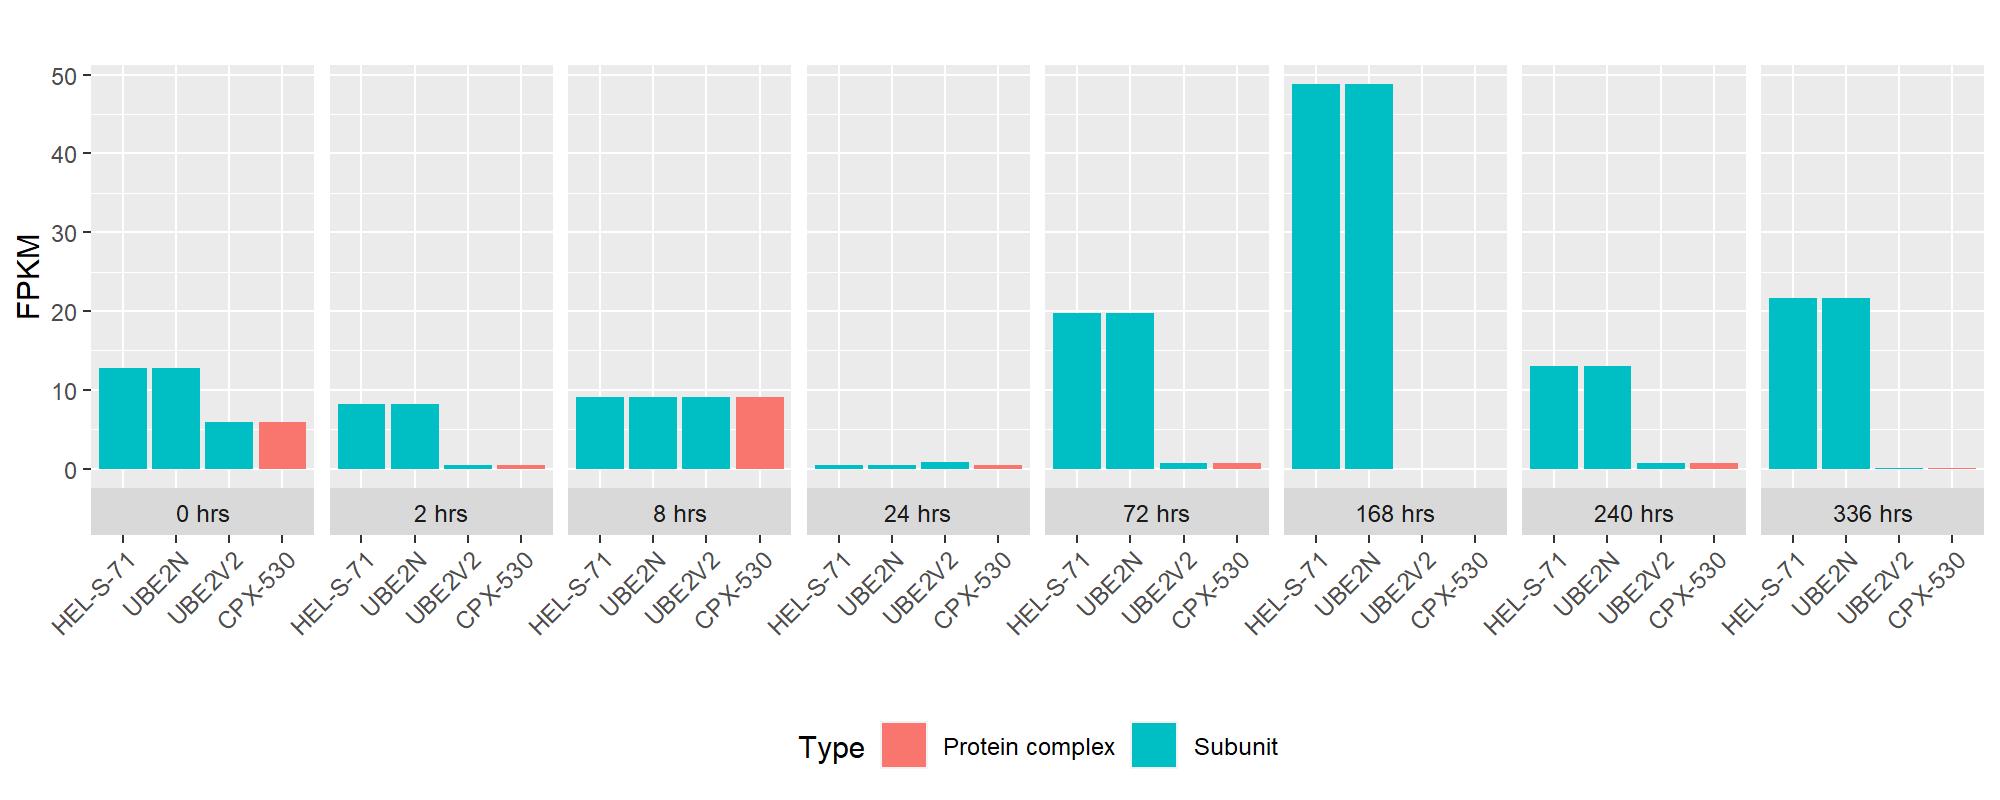 FPKM
50
40
30
20
10
0
0 hrs 2 hrs 8 hrs 24 hrs 72 hrs 168 hrs 240 hrs 336 hrs
HEL-S-71 UBE2N UBE2V2 CPX-530 HEL-S-71 UBE2N UBE2V2 CPX-530 HEL-S-71 UBE2N UBE2V2 CPX-530 HEL-S-71 UBE2N UBE2V2 CPX-530 HEL-S-71 UBE2N UBE2V2 CPX-530 HEL-S-71 UBE2N UBE2V2 CPX-530 HEL-S-71 UBE2N UBE2V2 CPX-530 HEL-S-71 UBE2N UBE2V2 CPX-530
Type Protein complex Subunit